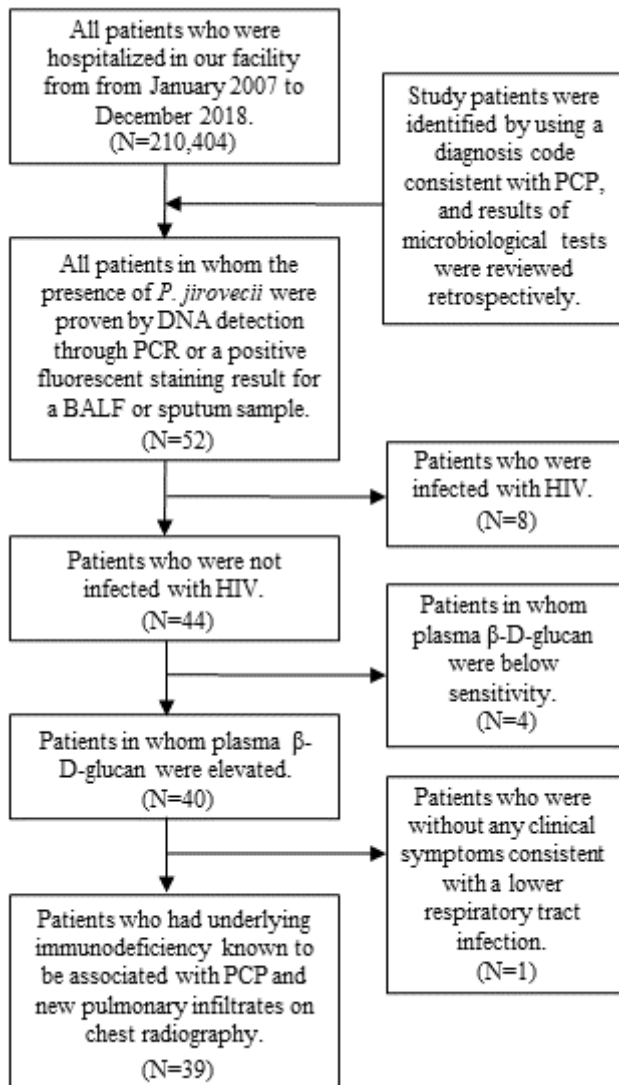 All patients who were
hospitalized in our facility
from from January 2007 to
December 2018.
(N=210,404)
Study patients were
identified by using a
diagnosis code
consistent with PCP,
and results of
microbiological tests
were reviewed
retrospectively.
All patients in whom the
presence of P. jirovecii were
proven by DNA detection
through PCR or a positive
fluorescent staining result for
a BALF or sputum sample.
(N=52)
Patients who were
infected with HIV.
(N=8)
Patients who were not
infected with HIV.
(N=44)
Patients in whom
plasma β-D-glucan
were below
sensitivity.
(N=4)
Patients in whom plasma β-
D-glucan were elevated.
(N=40)
Patients who were
without any clinical
symptoms consistent
with a lower
respiratory tract
infection.
(N=1)
Patients who had underlying
immunodeficiency known to
be associated with PCP and
new pulmonary infiltrates on
chest radiography.
(N=39)